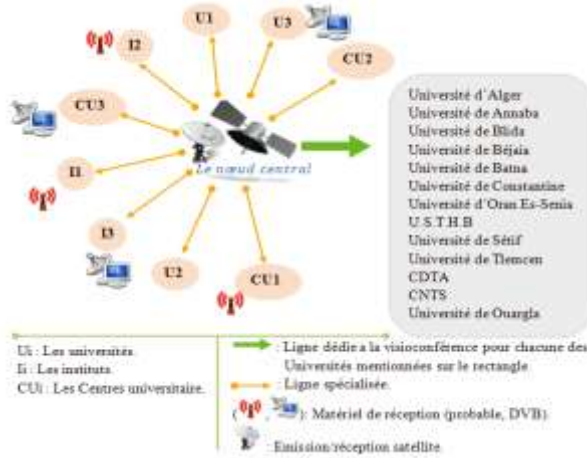 U1
U3
I2
CU2
CU3
Le nœud central
I1
I3
U2
CU1
Université d'Alger
Université de Annaba
Université de Blida
Université de Béjaia
Université de Batna
Université de Constantine
Université d'Oran Es-Senia
U.S.T.H.B
Université de Sétif
Université de Tlemcen
CDTA
CNTS
Université de Ouargla
Ui : Les universités.
Ii : Les instituts.
CUi : Les Centres universitaire.
: Ligne dédie a la visioconférence pour chacune des
Universités mentionnées sur le rectangle
: Ligne spécialisée.
( , ): Matériel de réception (probable, DVB).
: Emission/réception satellite.